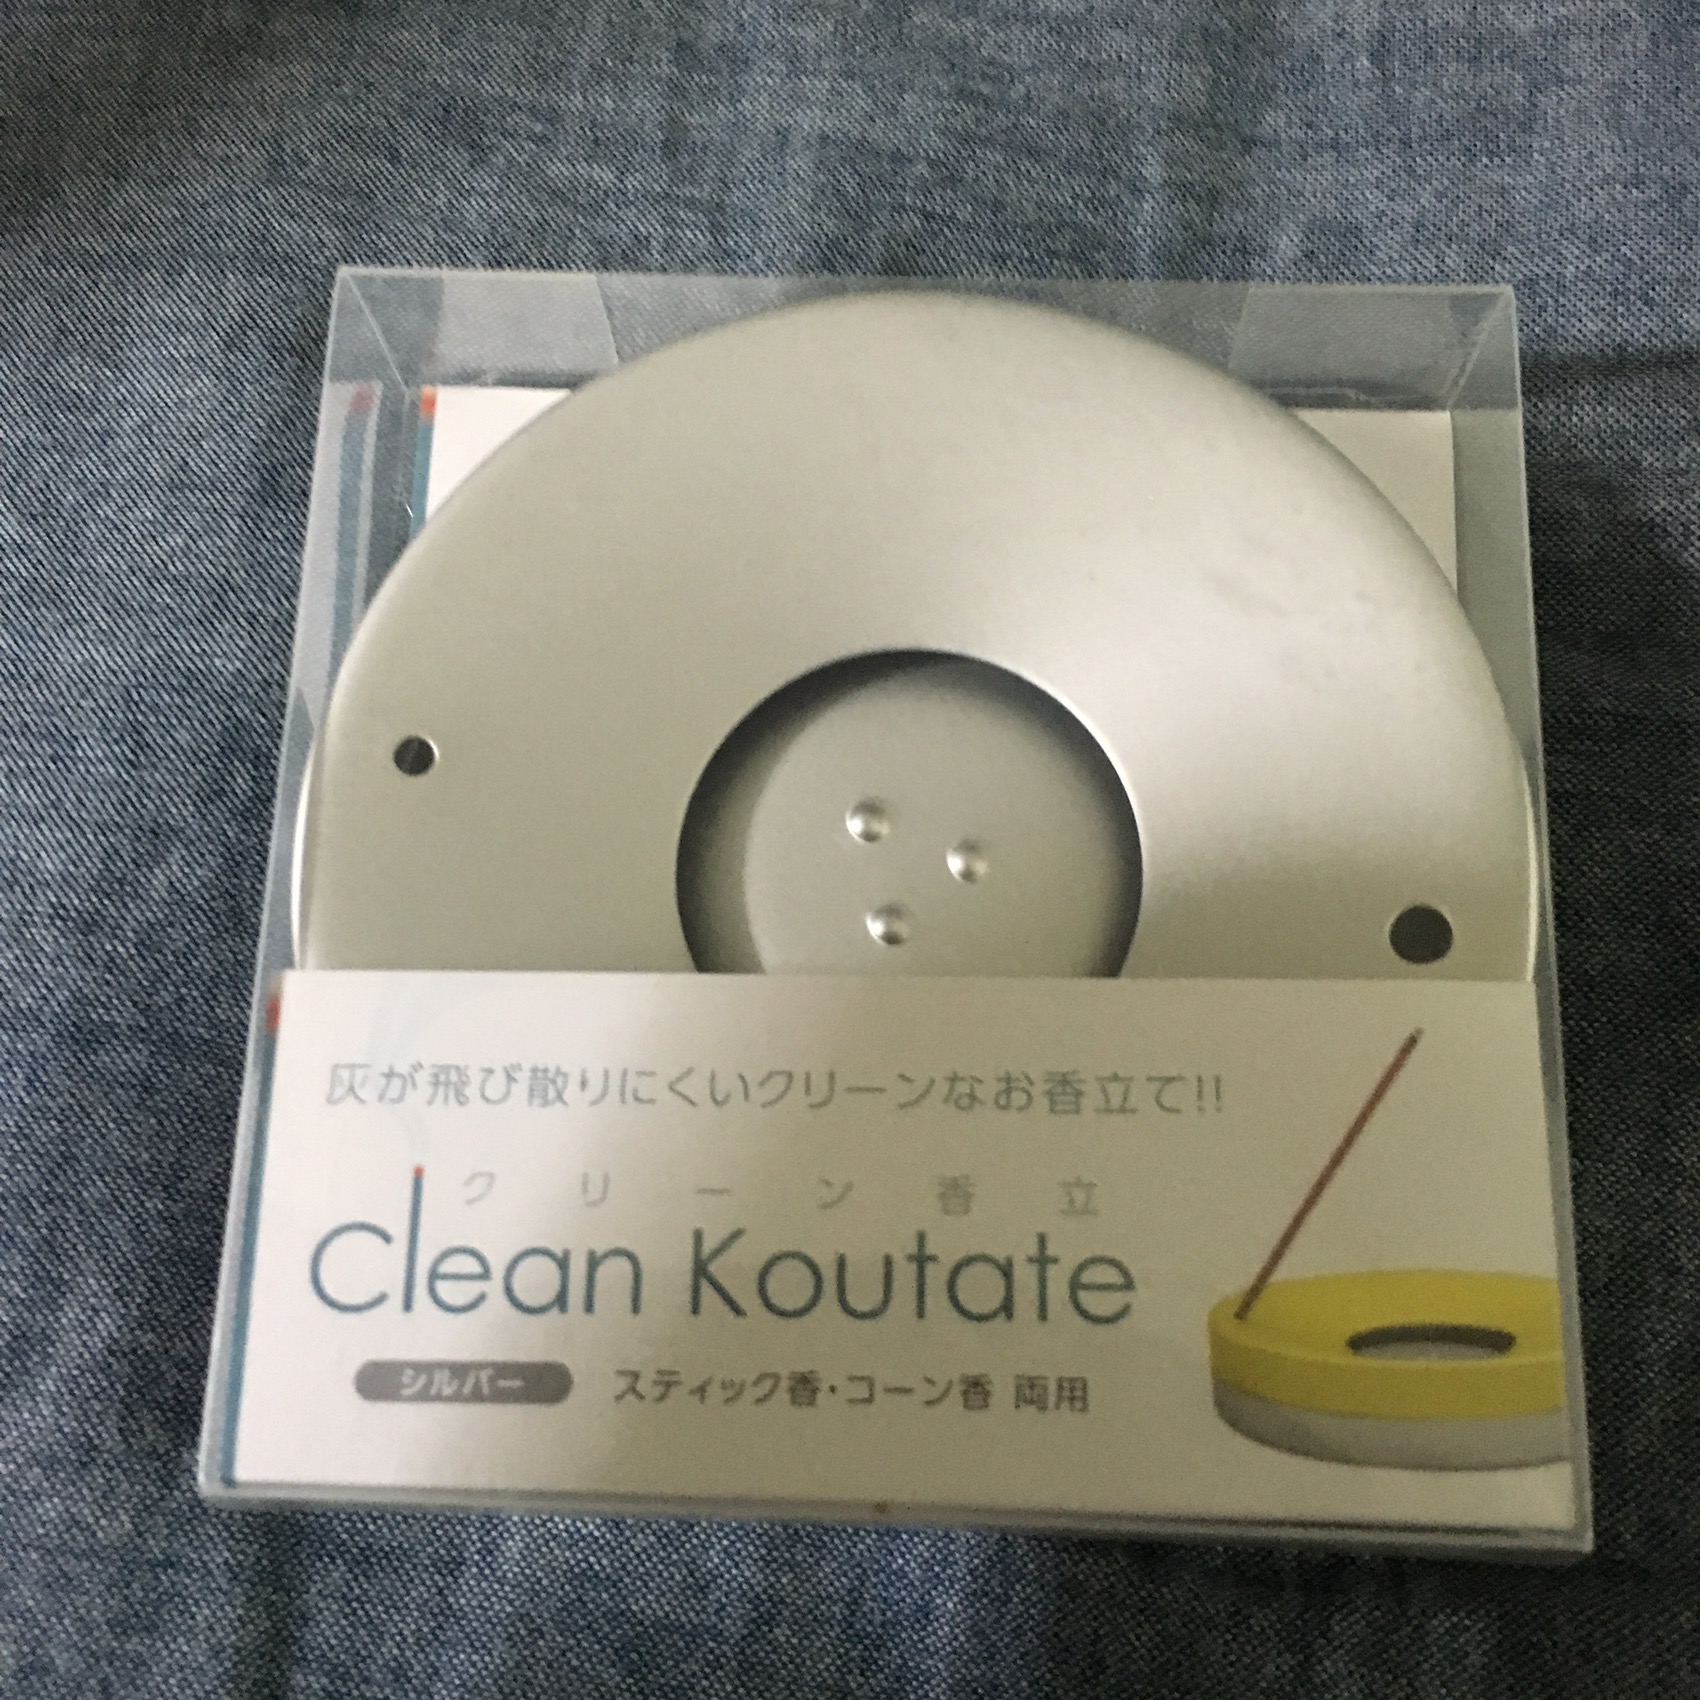 灰が飛び散りにくいクリーンなお香立て!!
クリーン香立
Clean Koutate
シルバー スティック香・コーン香 両用